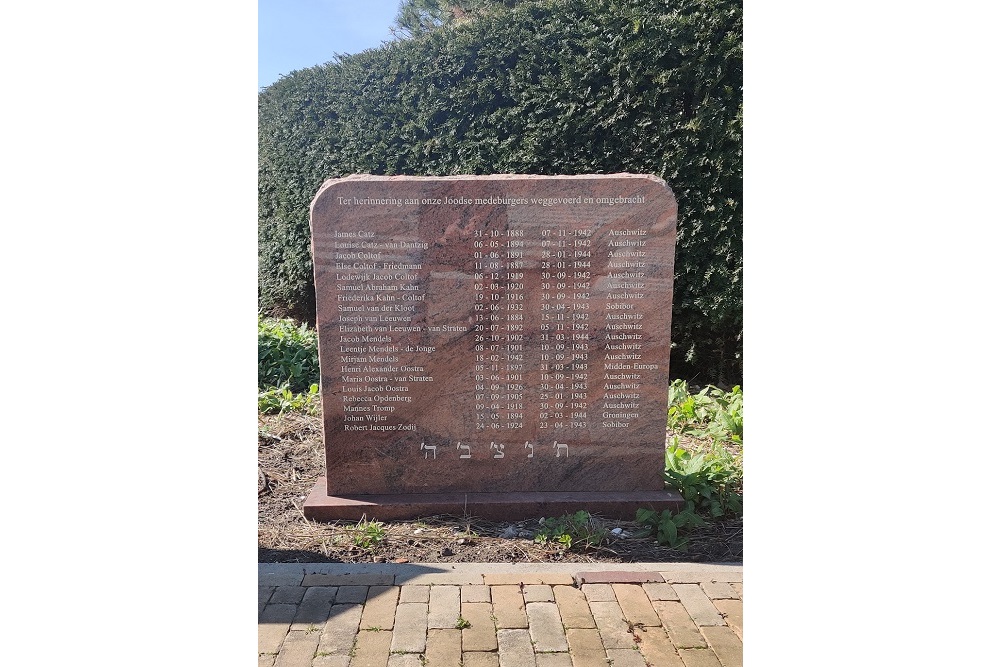 Ter herinnering aan onze Joodse medeburgers weggevoerd en omgebracht
James Catz 31 - 10 - 1888 07 - 11 - 1942 Auschwitz
Louise Catz - van Dantzig 06 - 05 - 1894 07 - 11 - 1942 Auschwitz
Jacob Coltof 01 - 06 - 1891 28 - 01 - 1944 Auschwitz
Else Coltof - Friedmann 11 - 08 - 1887 28 - 01 - 1944 Auschwitz
Lodewijk Jacob Coltof 06 - 12 - 1919 30 - 09 - 1942 Auschwitz
Samuel Abraham Kahn 02 - 03 - 1920 30 - 09 - 1942 Auschwitz
Friederika Kahn - Coltof 19 - 10 - 1916 30 - 09 - 1942 Auschwitz
Samuel van der Kloot 02 - 06 - 1932 30 - 04 - 1943 Sobibor
Joseph van Leeuwen 13 - 06 - 1884 15 - 11 - 1942 Auschwitz
Elizabeth van Leeuwen - van Straten 20 - 07 - 1892 05 - 11 - 1942 Auschwitz
Jacob Mendels 26 - 10 - 1902 31 - 03 - 1944 Auschwitz
Leentje Mendels - de Jonge 08 - 07 - 1901 10 - 09 - 1943 Auschwitz
Mirjam Mendels 18 - 02 - 1942 10 - 09 - 1943 Auschwitz
Henri Alexander Oostra 05 - 11 - 1897 31 - 03 - 1943 Midden-Europa
Maria Oostra - van Straten 03 - 06 - 1901 10 - 09 - 1942 Auschwitz
Louis Jacob Oostra 04 - 09 - 1926 30 - 04 - 1943 Auschwitz
Rebecca Opdenberg 07 - 09 - 1905 25 - 01 - 1943 Auschwitz
Mannes Tromp 09 - 04 - 1918 30 - 09 - 1942 Auschwitz
Johan Wijler 15 - 05 - 1894 02 - 03 - 1944 Groningen
Robert Jacques Zodij 24 - 06 - 1924 23 - 04 - 1943 Sobibor
ת' נ' צ' ב' ה'